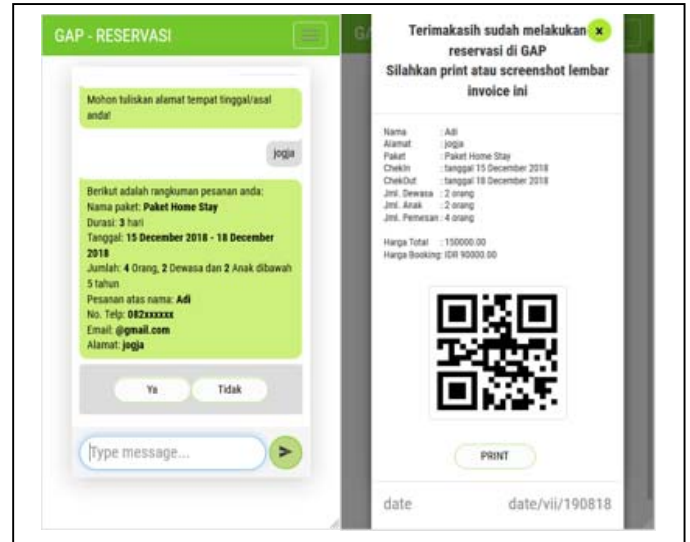 GAP - RESERVASI
Mohon tuliskan alamat tempat tinggal/asal
anda!
jogja
Berikut adalah rangkuman pesanan anda:
Nama paket: Paket Home Stay
Durasi: 3 hari
Tanggal: 15 December 2018 - 18 December
2018
Jumlah: 4 Orang, 2 Dewasa dan 2 Anak dibawah
5 tahun
Pesanan atas nama: Adi
No. Telp: 082xxxxxx
Email: @gmail.com
Alamat: jogja
Ya Tidak
Type message...
GA
Terimakasih sudah melakukan x
reservasi di GAP
Silahkan print atau screenshot lembar
invoice ini
Nama : Adi
Alamat : jogja
Paket : Paket Home Stay
ChekIn : tanggal 15 December 2018
ChekOut : tanggal 18 December 2018
Jml. Dewasa : 2 orang
Jml. Anak : 2 orang
Jml. Pemesan : 4 orang
Harga Total : 150000.00
Harga Booking: IDR 90000.00
PRINT
date date/vii/190818